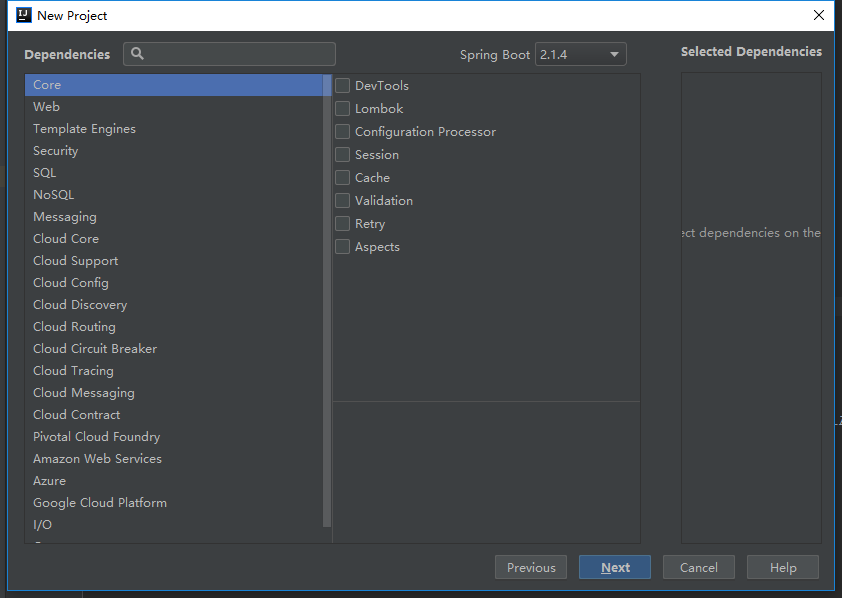 New Project
Dependencies
Spring Boot 2.1.4
Selected Dependencies
Core
Web
Template Engines
Security
SQL
NoSQL
Messaging
Cloud Core
Cloud Support
Cloud Config
Cloud Discovery
Cloud Routing
Cloud Circuit Breaker
Cloud Tracing
Cloud Messaging
Cloud Contract
Pivotal Cloud Foundry
Amazon Web Services
Azure
Google Cloud Platform
I/O
DevTools
Lombok
Configuration Processor
Session
Cache
Validation
Retry
Aspects
ect dependencies on the
Previous
Next
Cancel
Help